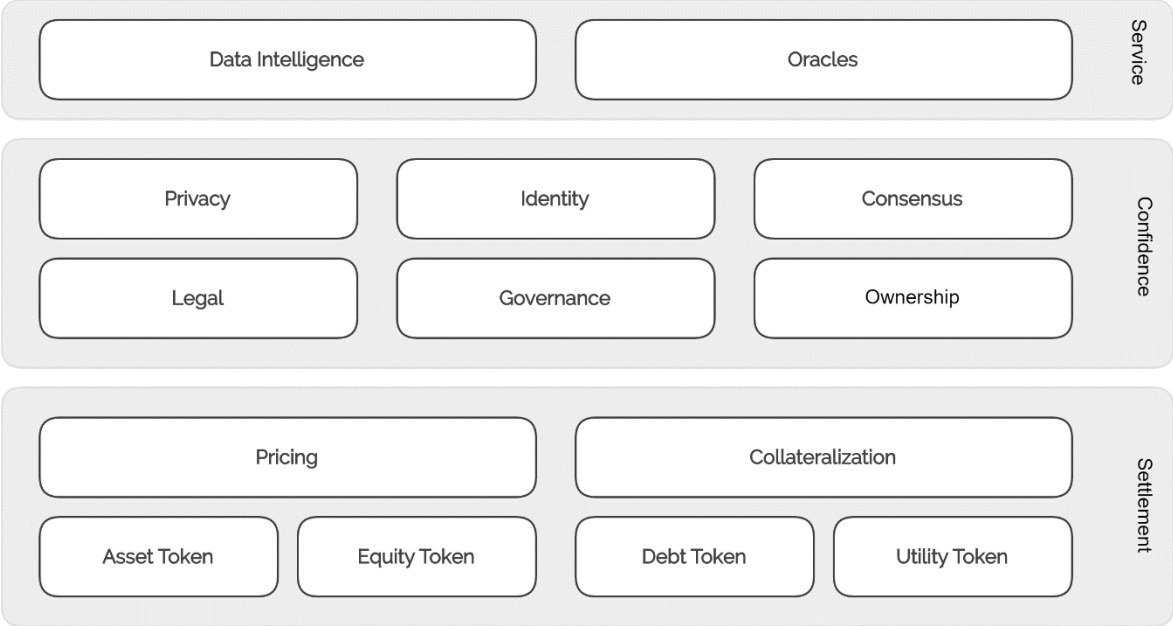 Data Intelligence
Oracles
Service
Privacy
Identity
Consensus
Confidence
Legal
Governance
Ownership
Pricing
Collateralization
Settlement
Asset Token
Equity Token
Debt Token
Utility Token